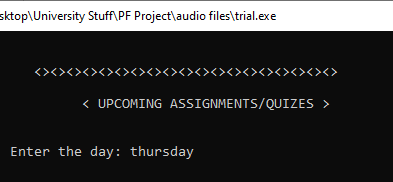 sktop\University Stuff\PF Project\audio files\trial.exe
<><><><><><><><><><><><><><><><><><><>
< UPCOMING ASSIGNMENTS/QUIZES >
Enter the day: thursday